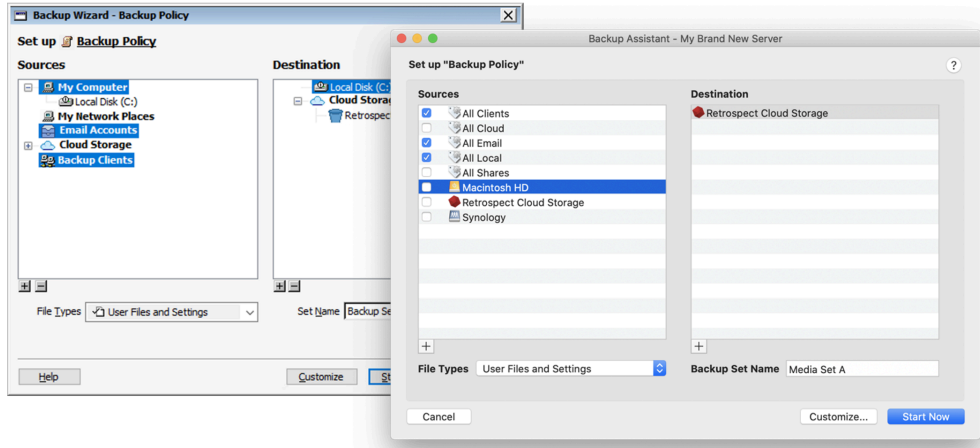 Backup Wizard - Backup Policy
Set up Backup Policy
Sources
My Computer
Local Disk (C:)
My Network Places
Email Accounts
Cloud Storage
Backup Clients
File Types User Files and Settings
Help
Destination
Local Disk (C:
Cloud
Set Name Backup
Customize
Backup Assistant - My Brand New Server
Set up "Backup Policy"
?
Sources
All Clients
All Cloud
All Email
All Local
All Shares
Macintosh HD
Retrospect Cloud Storage
Synology
+
File Types User Files and Settings
Cancel
Destination
Retrospect Cloud Storage
+
Backup Set Name Media Set A
Customize... Start Now